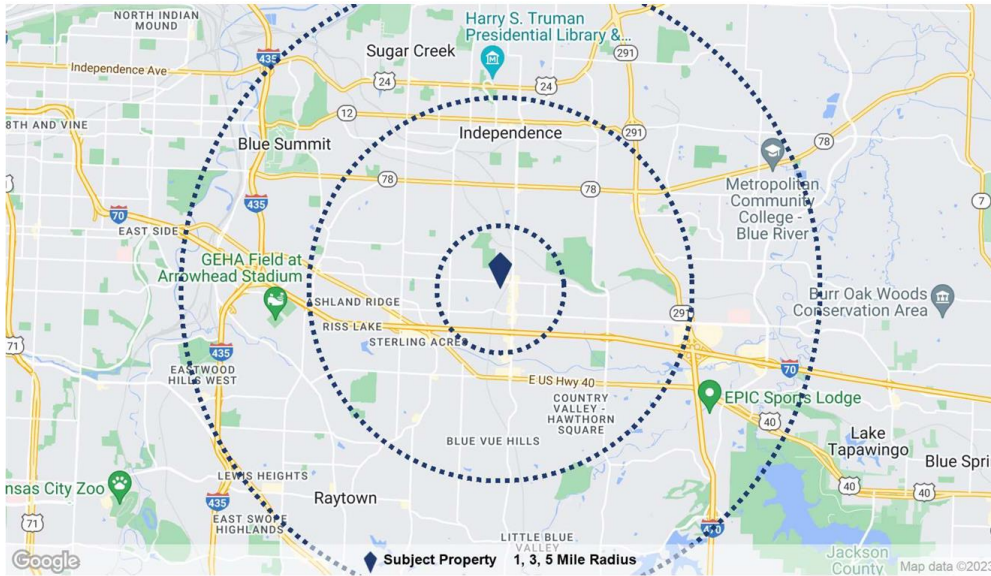 NORTH INDIAN
MOUND
Harry S. Truman
Presidential Library &...
Sugar Creek
435
291
Independence Ave
24
24
291
8TH AND VINE
12
Independence
291
Blue Summit
78
78
78
78
Metropolitan
Community
College -
Blue River
7
70
435
EAST SIDE
GEHA Field at
Arrowhead Stadium
ASHLAND RIDGE
Burr Oak Woods
Conservation Area
291
RISS LAKE
STERLING ACRES
71
435
EASTWOOD
HILLS WEST
70
E US Hwy 40
EPIC Sports Lodge
COUNTRY
VALLEY -
HAWTHORN
SQUARE
40
BLUE VUE HILLS
Lake
Tapawingo
Blue Spri
LEWIS HEIGHTS
nsas City Zoo
40
40
Raytown
435
EAST SWOPE
HIGHLANDS
71
LITTLE BLUE
VALLEY
470
Jackson
County
Google
Subject Property 1, 3, 5 Mile Radius
Map data ©2023